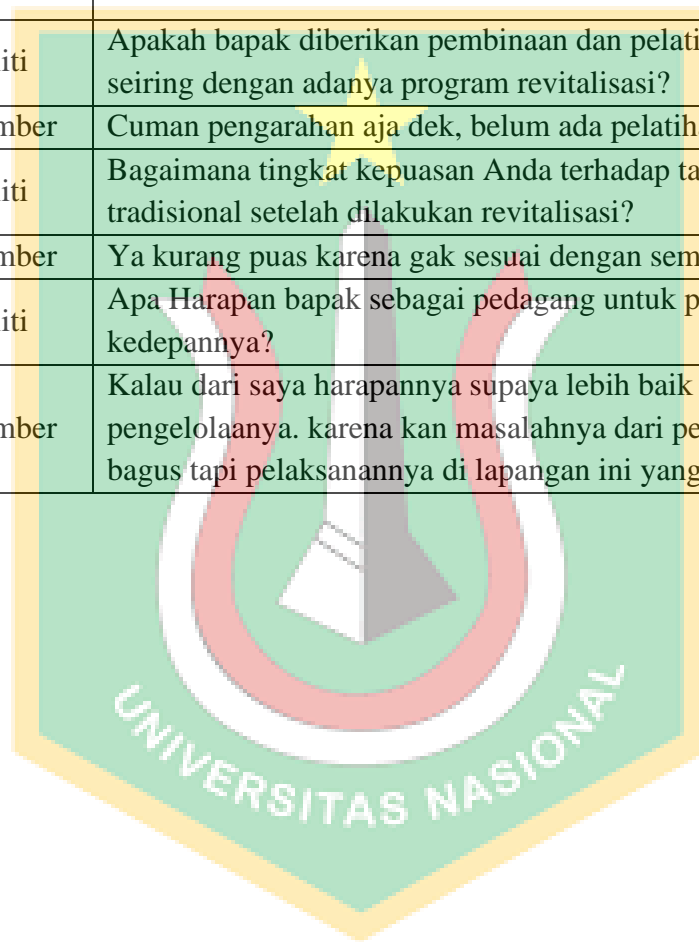 iti
Apakah bapak diberikan pembinaan dan pelati
seiring dengan adanya program revitalisasi?
mber
Cuman pengarahan aja dek, belum ada pelatih
iti
Bagaimana tingkat kepuasan Anda terhadap ta
tradisional setelah dilakukan revitalisasi?
mber
Ya kurang puas karena gak sesuai dengan sem
iti
Apa Harapan bapak sebagai pedagang untuk p
kedepannya?
mber
Kalau dari saya harapannya supaya lebih baik
pengelolaanya. karena kan masalahnya dari pe
bagus tapi pelaksanannya di lapangan ini yang
UNIVERSITAS NASIONAL